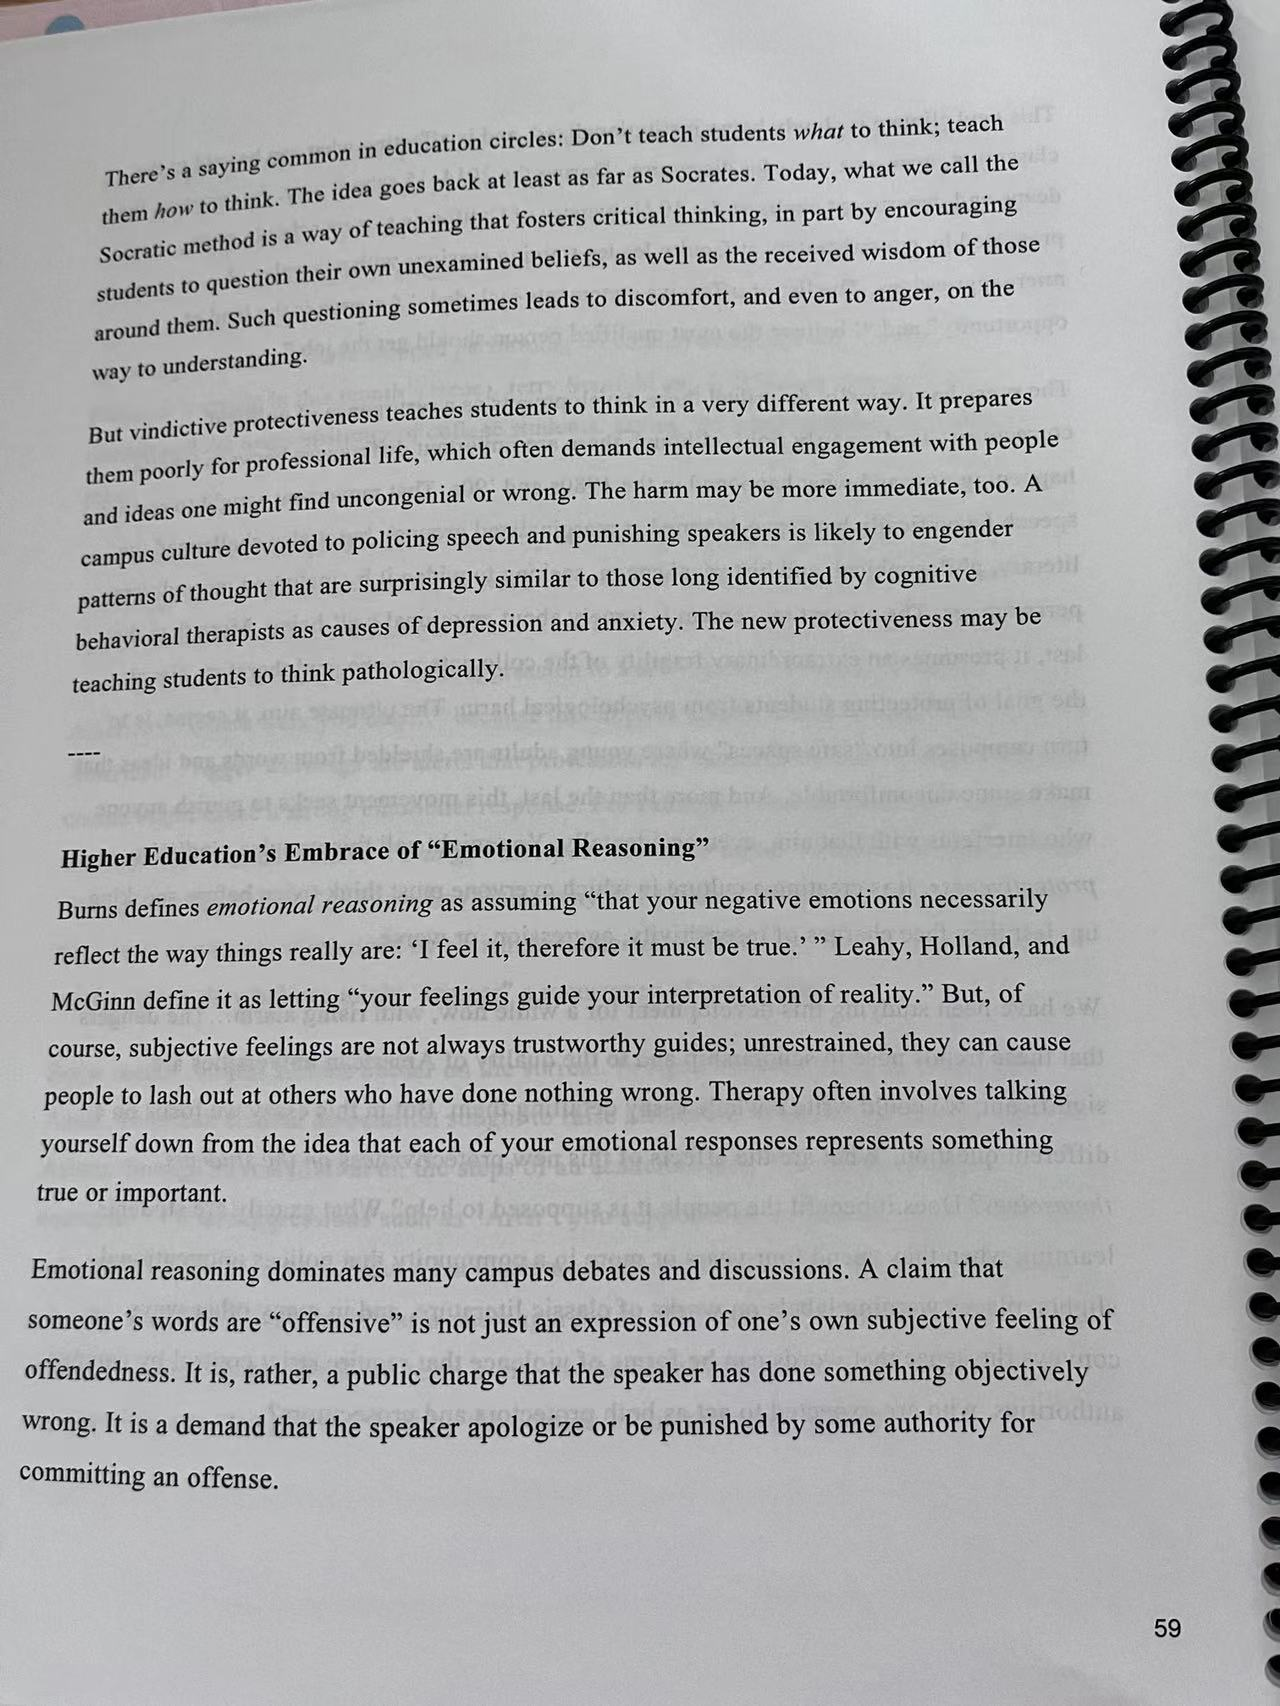 There's a saying common in education circles: Don't teach students what to think; teach
them how to think. The idea goes back at least as far as Socrates. Today, what we call the
Socratic method is a way of teaching that fosters critical thinking, in part by encouraging
students to question their own unexamined beliefs, as well as the received wisdom of those
around them. Such questioning sometimes leads to discomfort, and even to anger, on the
way to understanding.
But vindictive protectiveness teaches students to think in a very different way. It prepares
them poorly for professional life, which often demands intellectual engagement with people
and ideas one might find uncongenial or wrong. The harm may be more immediate, too. A
campus culture devoted to policing speech and punishing speakers is likely to engender
patterns of thought that are surprisingly similar to those long identified by cognitive
behavioral therapists as causes of depression and anxiety. The new protectiveness may be
teaching students to think pathologically.
----
Higher Education's Embrace of “Emotional Reasoning”
Burns defines emotional reasoning as assuming “that your negative emotions necessarily
reflect the way things really are: ‘I feel it, therefore it must be true.’ ” Leahy, Holland, and
McGinn define it as letting “your feelings guide your interpretation of reality.” But, of
course, subjective feelings are not always trustworthy guides; unrestrained, they can cause
people to lash out at others who have done nothing wrong. Therapy often involves talking
yourself down from the idea that each of your emotional responses represents something
true or important.
Emotional reasoning dominates many campus debates and discussions. A claim that
someone's words are “offensive” is not just an expression of one's own subjective feeling of
offendedness. It is, rather, a public charge that the speaker has done something objectively
wrong. It is a demand that the speaker apologize or be punished by some authority for
committing an offense.
59